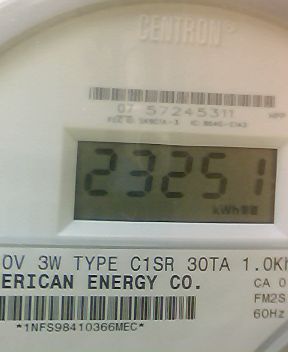 CENTRON
07 57245311
23251
kWh
0V 3W TYPE C1SR 30TA 1.0Kh
ERICAN ENERGY CO.
CA 0
FM2S
60Hz
*1NFS98410366MEC*